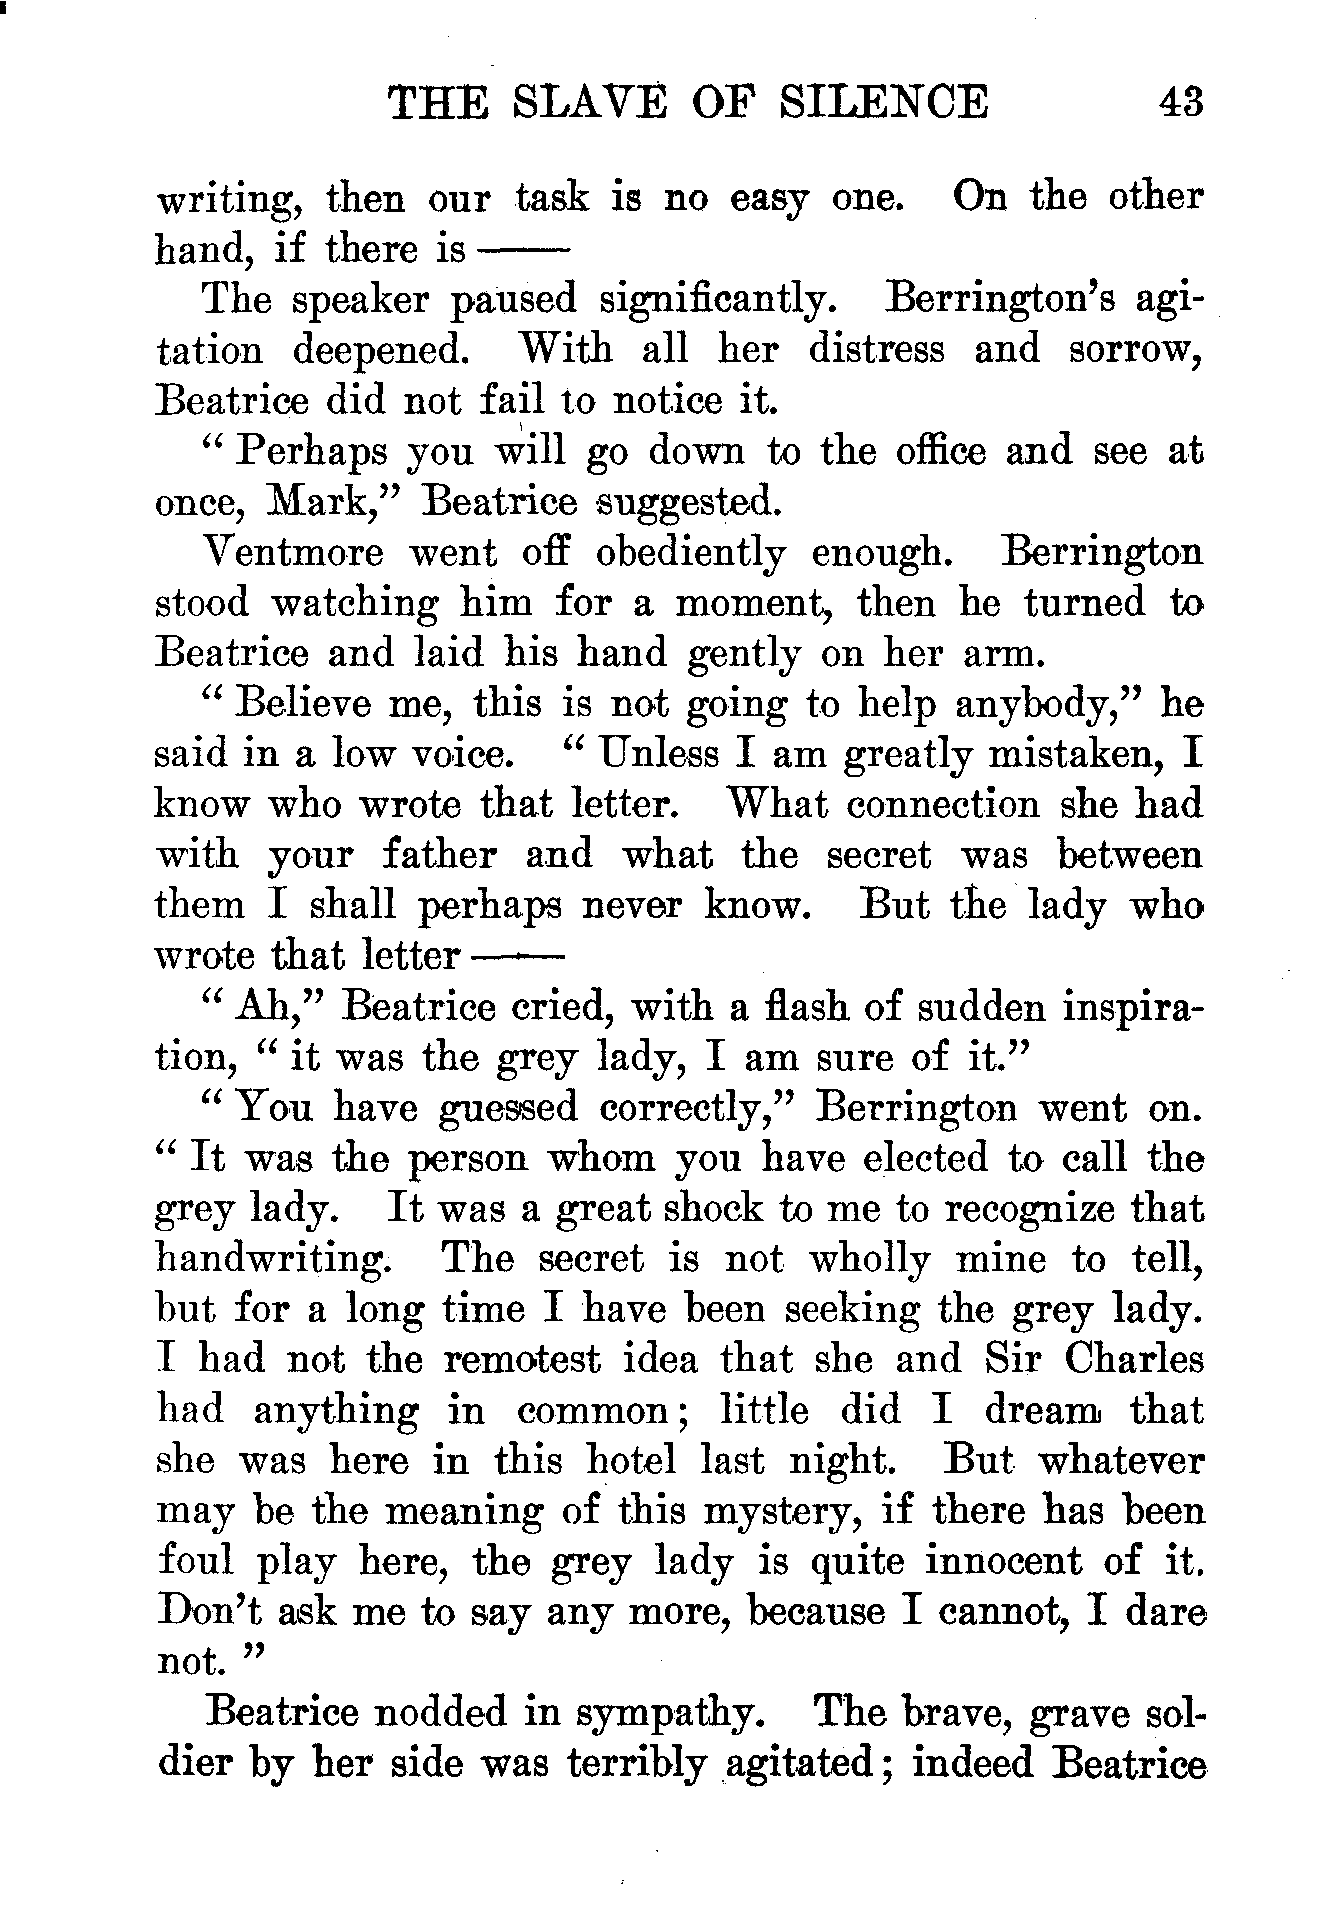 THE SLAVE OF SILENCE 43
writing, then our task is no easy one. On the other
hand, if there is ——
The speaker paused significantly. Berrington's agi-
tation deepened. With all her distress and sorrow,
Beatrice did not fail to notice it.
“ Perhaps you will go down to the office and see at
once, Mark,” Beatrice suggested.
Ventmore went off obediently enough. Berrington
stood watching him for a moment, then he turned to
Beatrice and laid his hand gently on her arm.
“ Believe me, this is not going to help anybody,” he
said in a low voice. “ Unless I am greatly mistaken, I
know who wrote that letter. What connection she had
with your father and what the secret was between
them I shall perhaps never know. But the lady who
wrote that letter ——
“ Ah,” Beatrice cried, with a flash of sudden inspira-
tion, “ it was the grey lady, I am sure of it.”
“ You have guessed correctly,” Berrington went on.
“ It was the person whom you have elected to call the
grey lady. It was a great shock to me to recognize that
handwriting. The secret is not wholly mine to tell,
but for a long time I have been seeking the grey lady.
I had not the remotest idea that she and Sir Charles
had anything in common; little did I dream that
she was here in this hotel last night. But whatever
may be the meaning of this mystery, if there has been
foul play here, the grey lady is quite innocent of it.
Don't ask me to say any more, because I cannot, I dare
not. ”
Beatrice nodded in sympathy. The brave, grave sol-
dier by her side was terribly agitated; indeed Beatrice